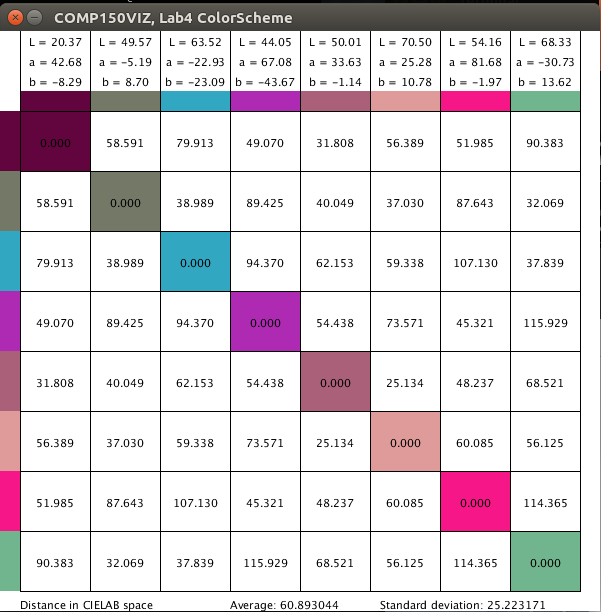 COMP150VIZ, Lab4 ColorScheme
L = 20.37 L = 49.57 L = 63.52 L = 44.05 L = 50.01 L = 70.50 L = 54.16 L = 68.33
a = 42.68 a = -5.19 a = -22.93 a = 67.08 a = 33.63 a = 25.28 a = 81.68 a = -30.73
b = -8.29 b = 8.70 b = -23.09 b = -43.67 b = -1.14 b = 10.78 b = -1.97 b = 13.62
0.000 58.591 79.913 49.070 31.808 56.389 51.985 90.383
58.591 0.000 38.989 89.425 40.049 37.030 87.643 32.069
79.913 38.989 0.000 94.370 62.153 59.338 107.130 37.839
49.070 89.425 94.370 0.000 54.438 73.571 45.321 115.929
31.808 40.049 62.153 54.438 0.000 25.134 48.237 68.521
56.389 37.030 59.338 73.571 25.134 0.000 60.085 56.125
51.985 87.643 107.130 45.321 48.237 60.085 0.000 114.365
90.383 32.069 37.839 115.929 68.521 56.125 114.365 0.000
Distance in CIELAB space Average: 60.893044 Standard deviation: 25.223171